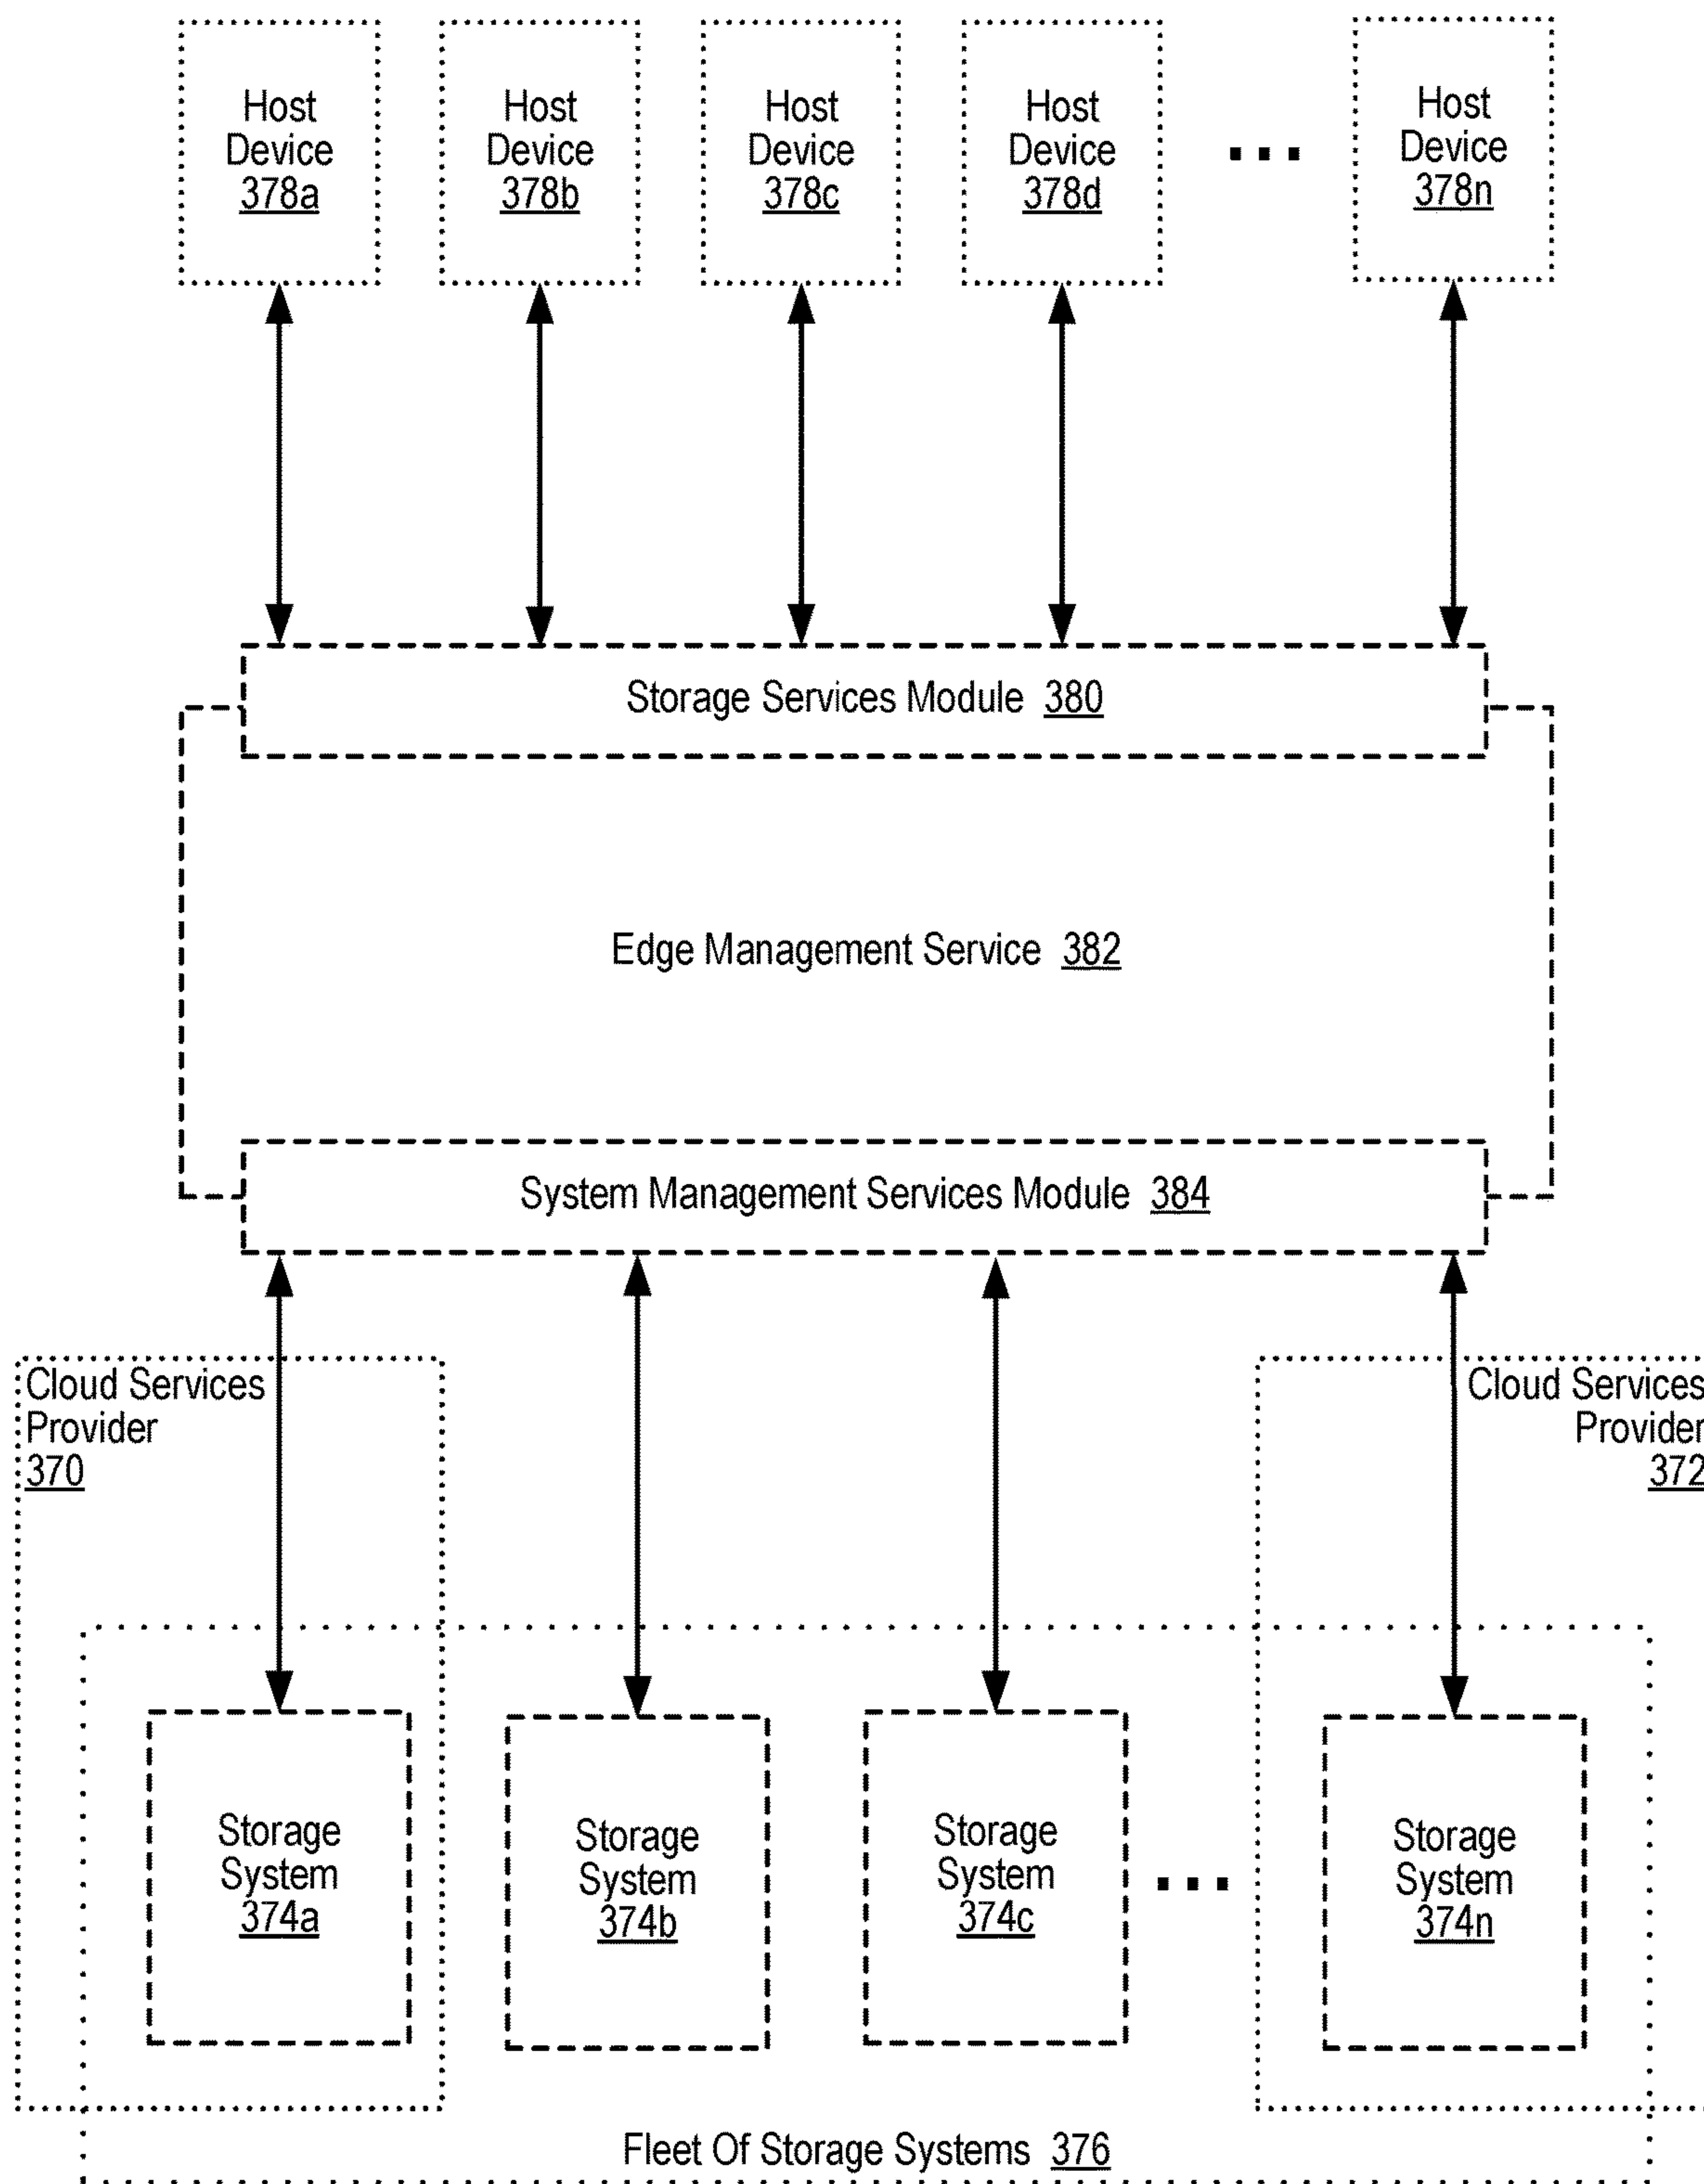 Host
Device
378a
Host
Device
378b
Host
Device
378c
Host
Device
378d
...
Host
Device
378n
Storage Services Module 380
Edge Management Service 382
System Management Services Module 384
Cloud Services
Provider
370
Cloud Services
Provider
372
Storage
System
374a
Storage
System
374b
Storage
System
374c
...
Storage
System
374n
Fleet Of Storage Systems 376